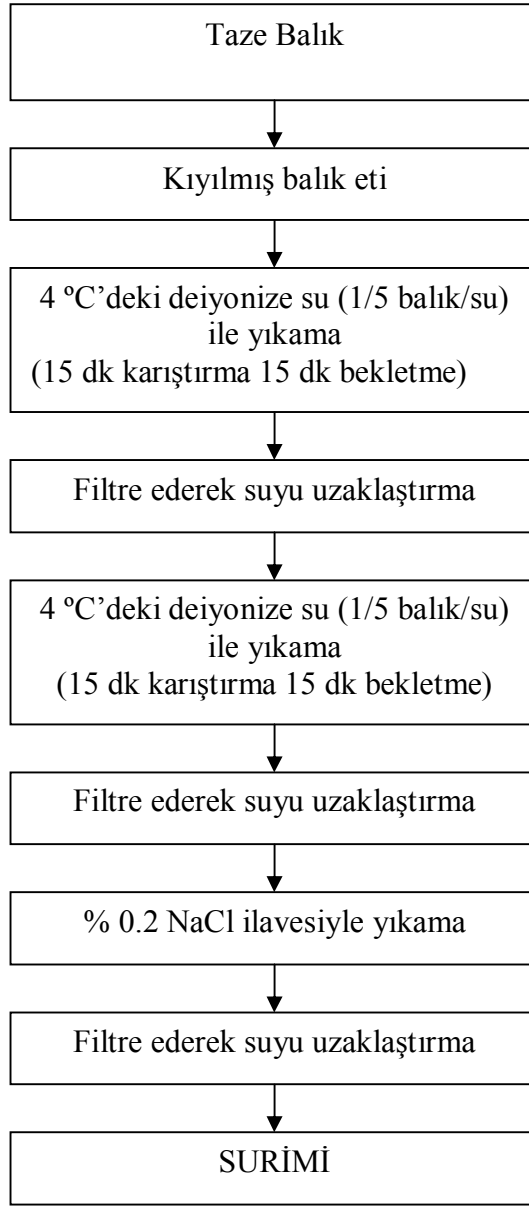 Taze Balık
Kıyılmış balık eti
4 ºC’deki deiyonize su (1/5 balık/su)
ile yıkama
(15 dk karıştırma 15 dk bekletme)
Filtre ederek suyu uzaklaştırma
4 ºC’deki deiyonize su (1/5 balık/su)
ile yıkama
(15 dk karıştırma 15 dk bekletme)
Filtre ederek suyu uzaklaştırma
% 0.2 NaCl ilavesiyle yıkama
Filtre ederek suyu uzaklaştırma
SURİMİ